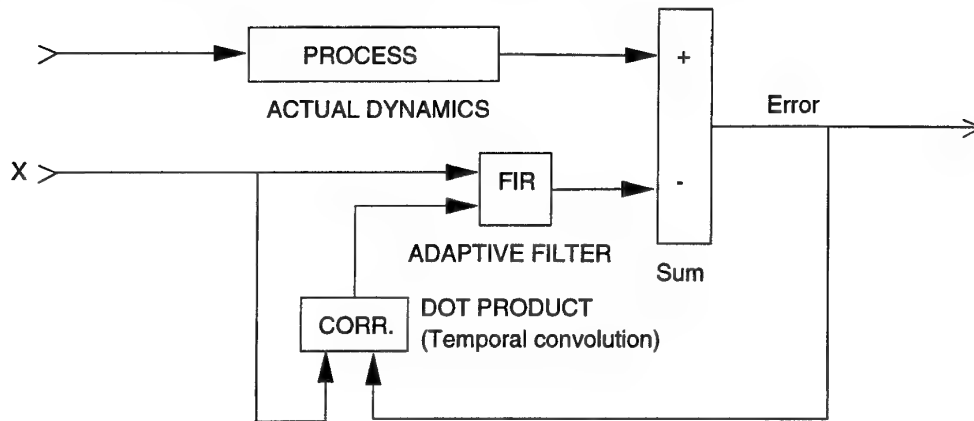 PROCESS
+
ACTUAL DYNAMICS
Error
X
FIR
-
ADAPTIVE FILTER
Sum
CORR.
DOT PRODUCT
(Temporal convolution)